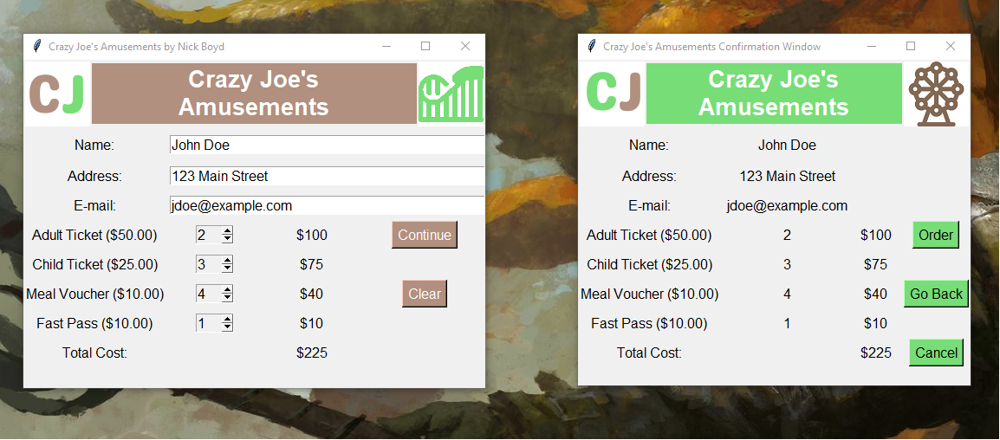 Crazy Joe's Amusements by Nick Boyd
CJ
Crazy Joe's
Amusements
Name: John Doe
Address: 123 Main Street
E-mail: jdoe@example.com
Adult Ticket ($50.00) 2 $100 Continue
Child Ticket ($25.00) 3 $75
Meal Voucher ($10.00) 4 $40 Clear
Fast Pass ($10.00) 1 $10
Total Cost: $225
Crazy Joe's Amusements Confirmation Window
CJ
Crazy Joe's
Amusements
Name: John Doe
Address: 123 Main Street
E-mail: jdoe@example.com
Adult Ticket ($50.00) 2 $100 Order
Child Ticket ($25.00) 3 $75
Meal Voucher ($10.00) 4 $40 Go Back
Fast Pass ($10.00) 1 $10
Total Cost: $225 Cancel